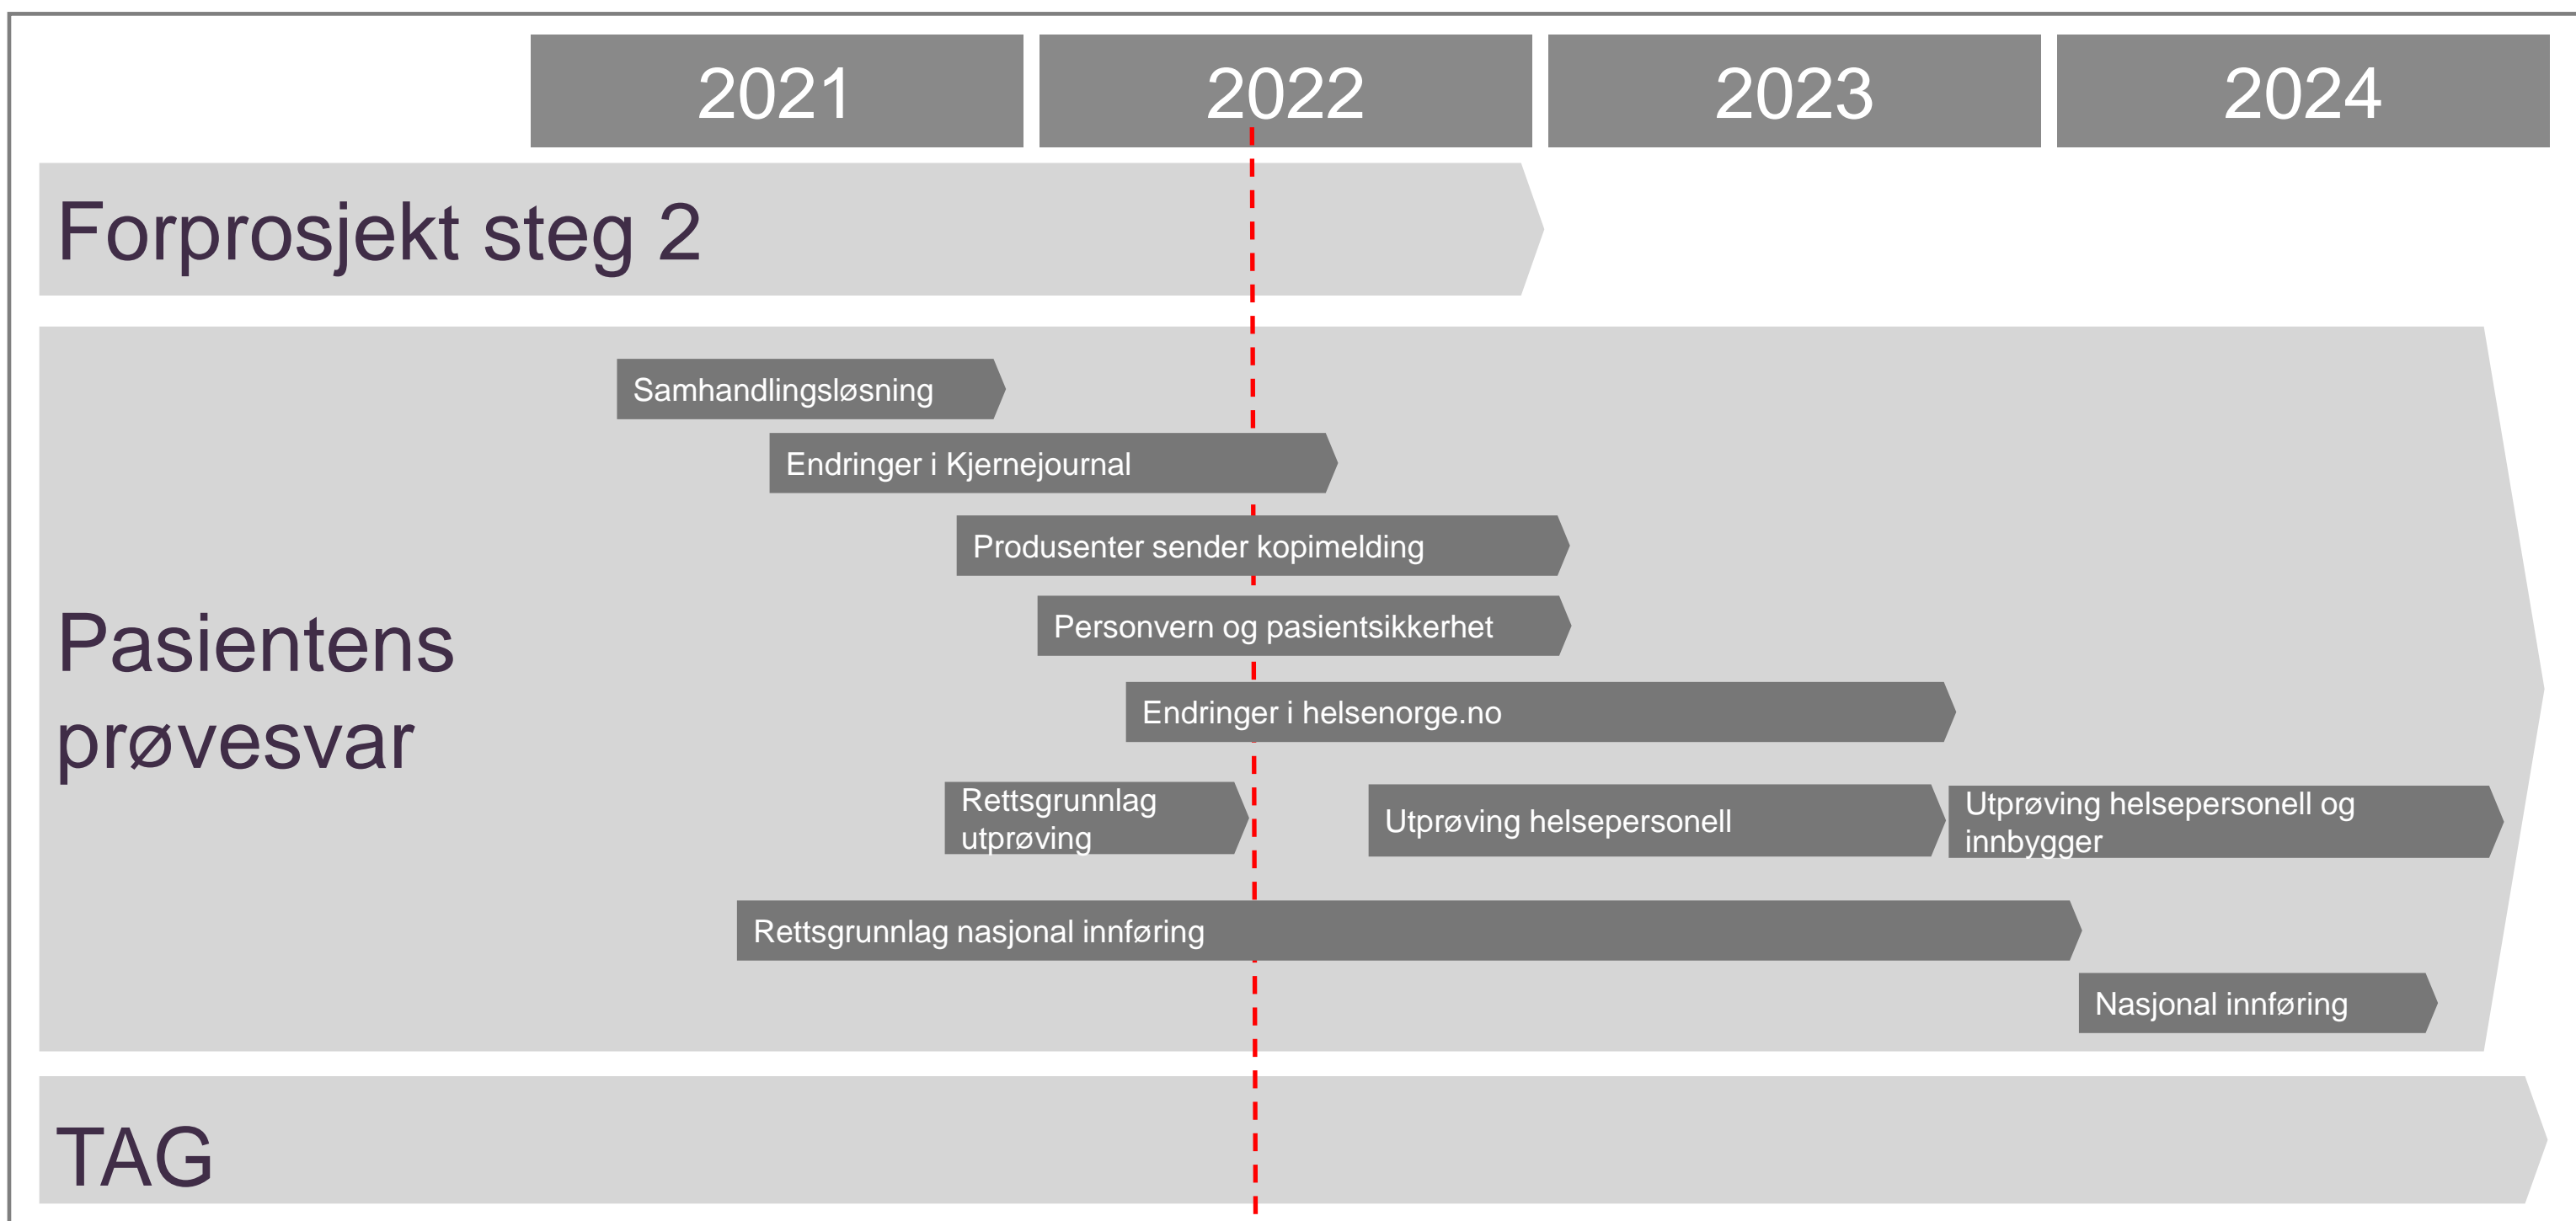 2021
2022
2023
2024
Forprosjekt steg 2
Samhandlingsløsning
Endringer i Kjernejournal
Produsenter sender kopimelding
Personvern og pasientsikkerhet
Pasientens
prøvesvar
Endringer i helsenorge.no
Rettsgrunnlag
utprøving
Utprøving helsepersonell
Utprøving helsepersonell og
innbygger
Rettsgrunnlag nasjonal innføring
Nasjonal innføring
TAG